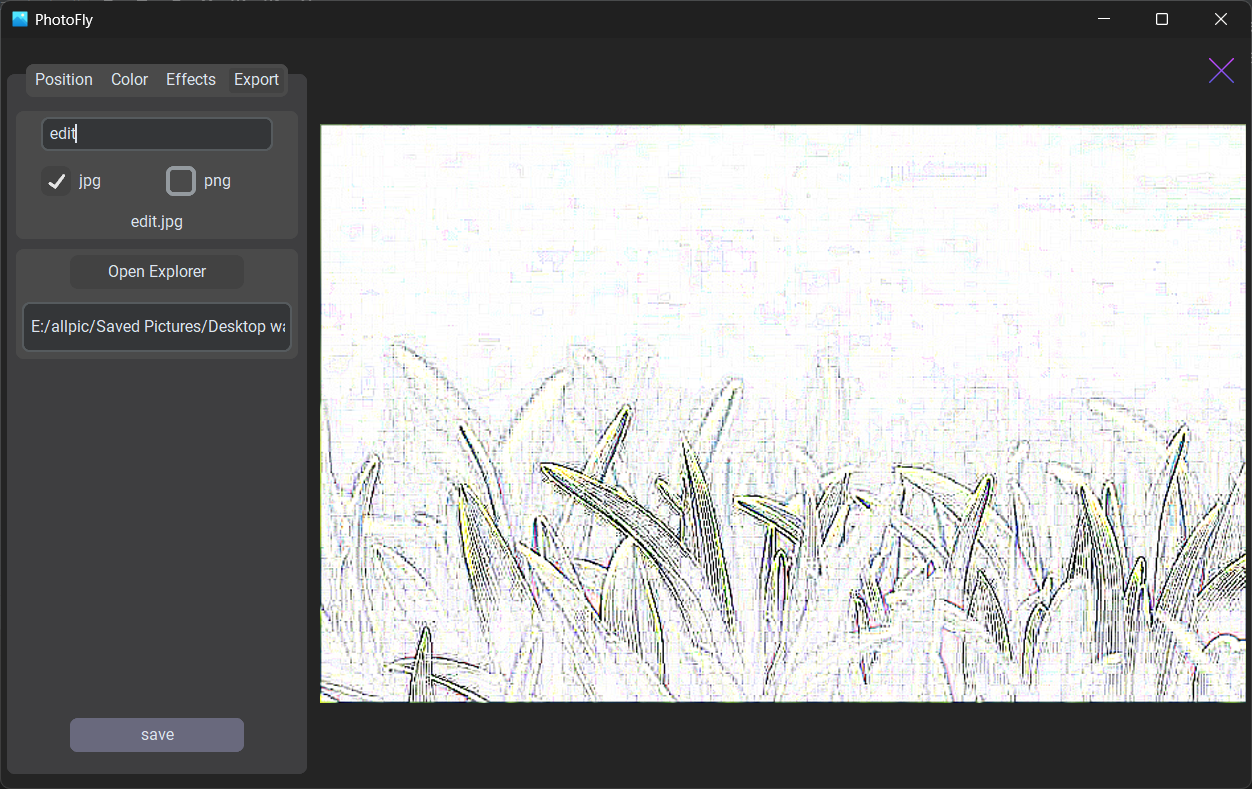 PhotoFly
Position Color Effects Export
edit
jpg png
edit.jpg
Open Explorer
E:/allpic/Saved Pictures/Desktop wa
save